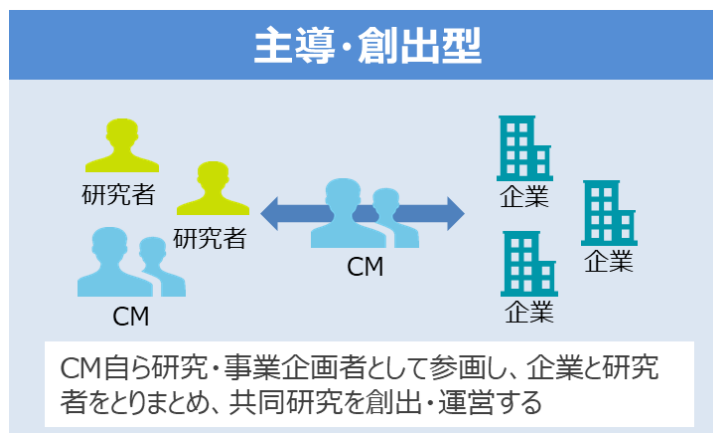 主導・創出型
研究者
研究者
CM
CM
企業
企業
企業
CM自ら研究・事業企画者として参画し、企業と研究
者をとりまとめ、共同研究を創出・運営する